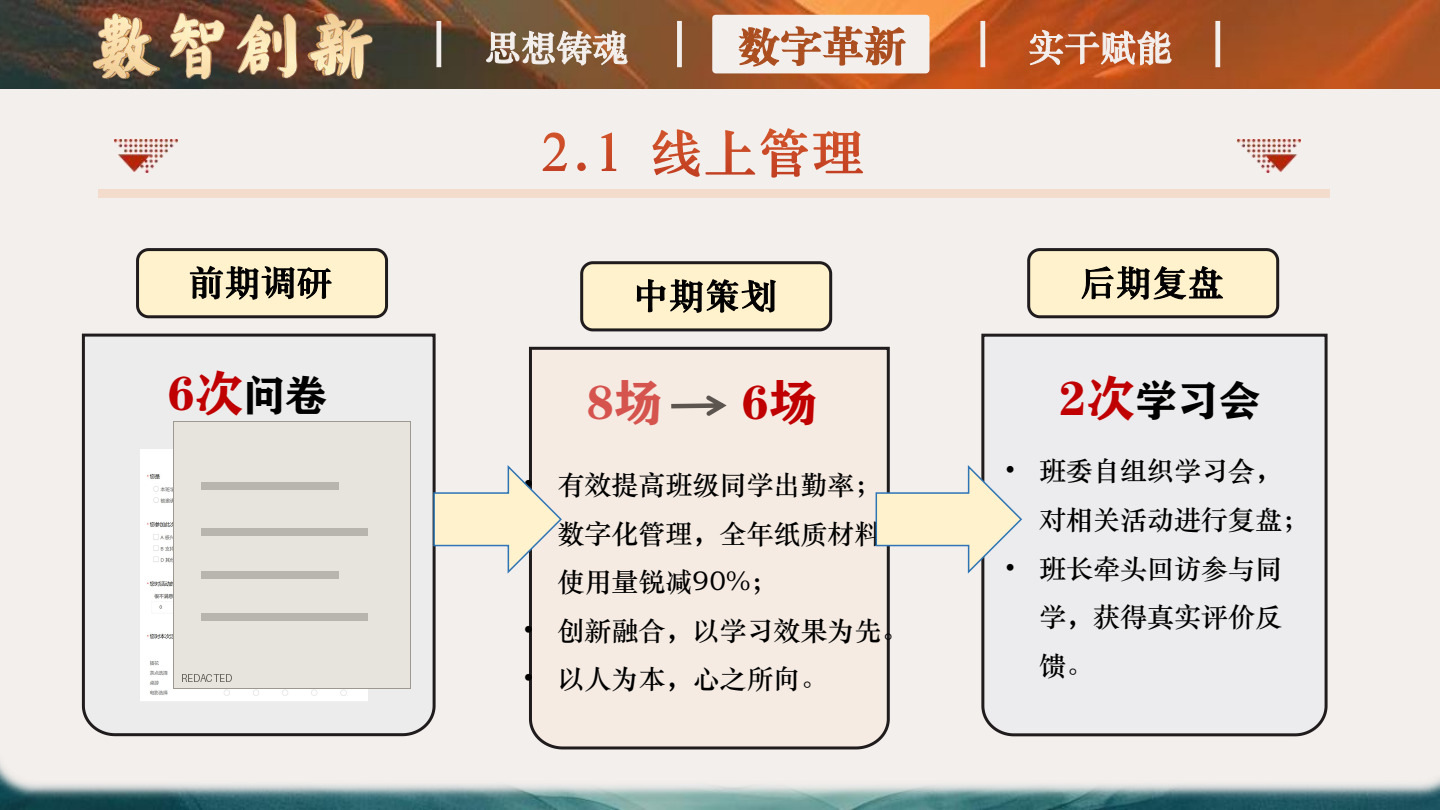 數智創新
思想铸魂
数字革新
实干赋能
2.1 线上管理
前期调研
6次问卷
REDACTED
中期策划
8场 6场
• 有效提高班级同学出勤率；
数字化管理，全年纸质材料
使用量锐减90%；
• 创新融合，以学习效果为先。
• 以人为本，心之所向。
后期复盘
2次学习会
• 班委自组织学习会，
对相关活动进行复盘；
• 班长牵头回访参与同
学，获得真实评价反
馈。